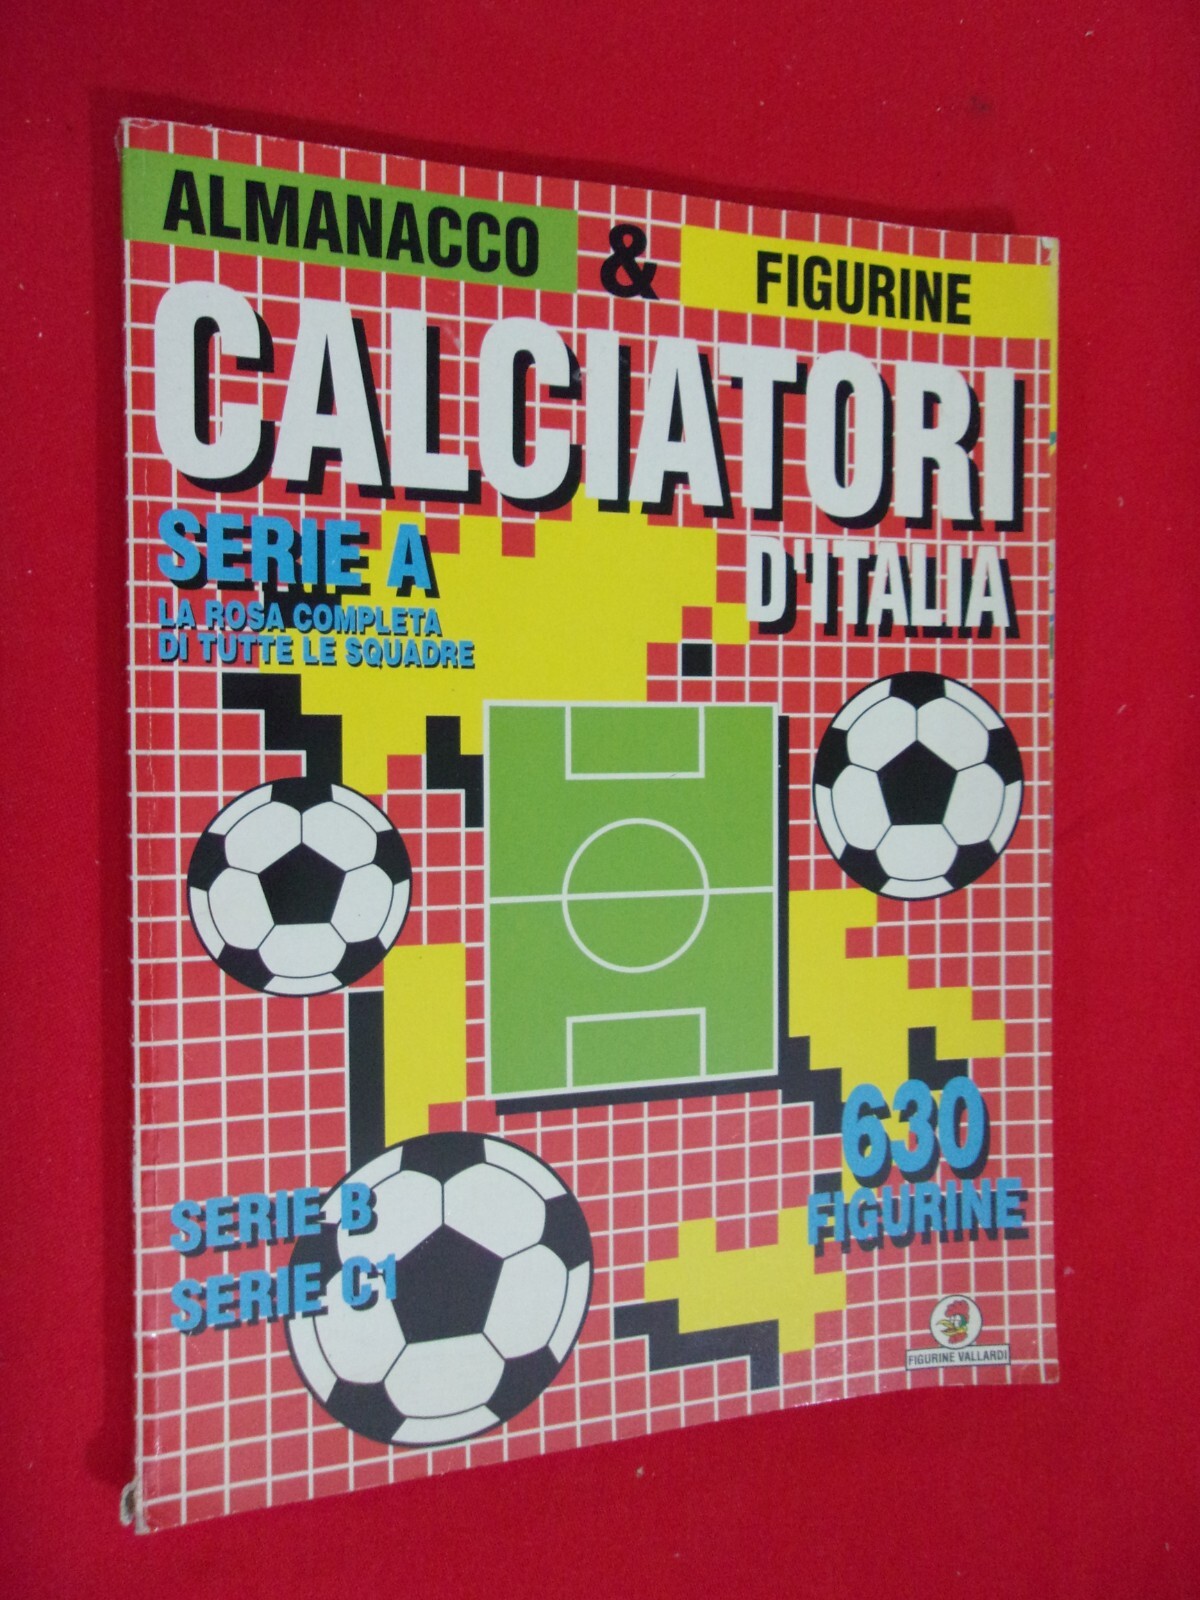 ALMANACCO & FIGURINE
CALCIATORI
D'ITALIA
SERIE A
LA ROSA COMPLETA
DI TUTTE LE SQUADRE
630
FIGURINE
SERIE B
SERIE C1
FIGURINE VALLARDI